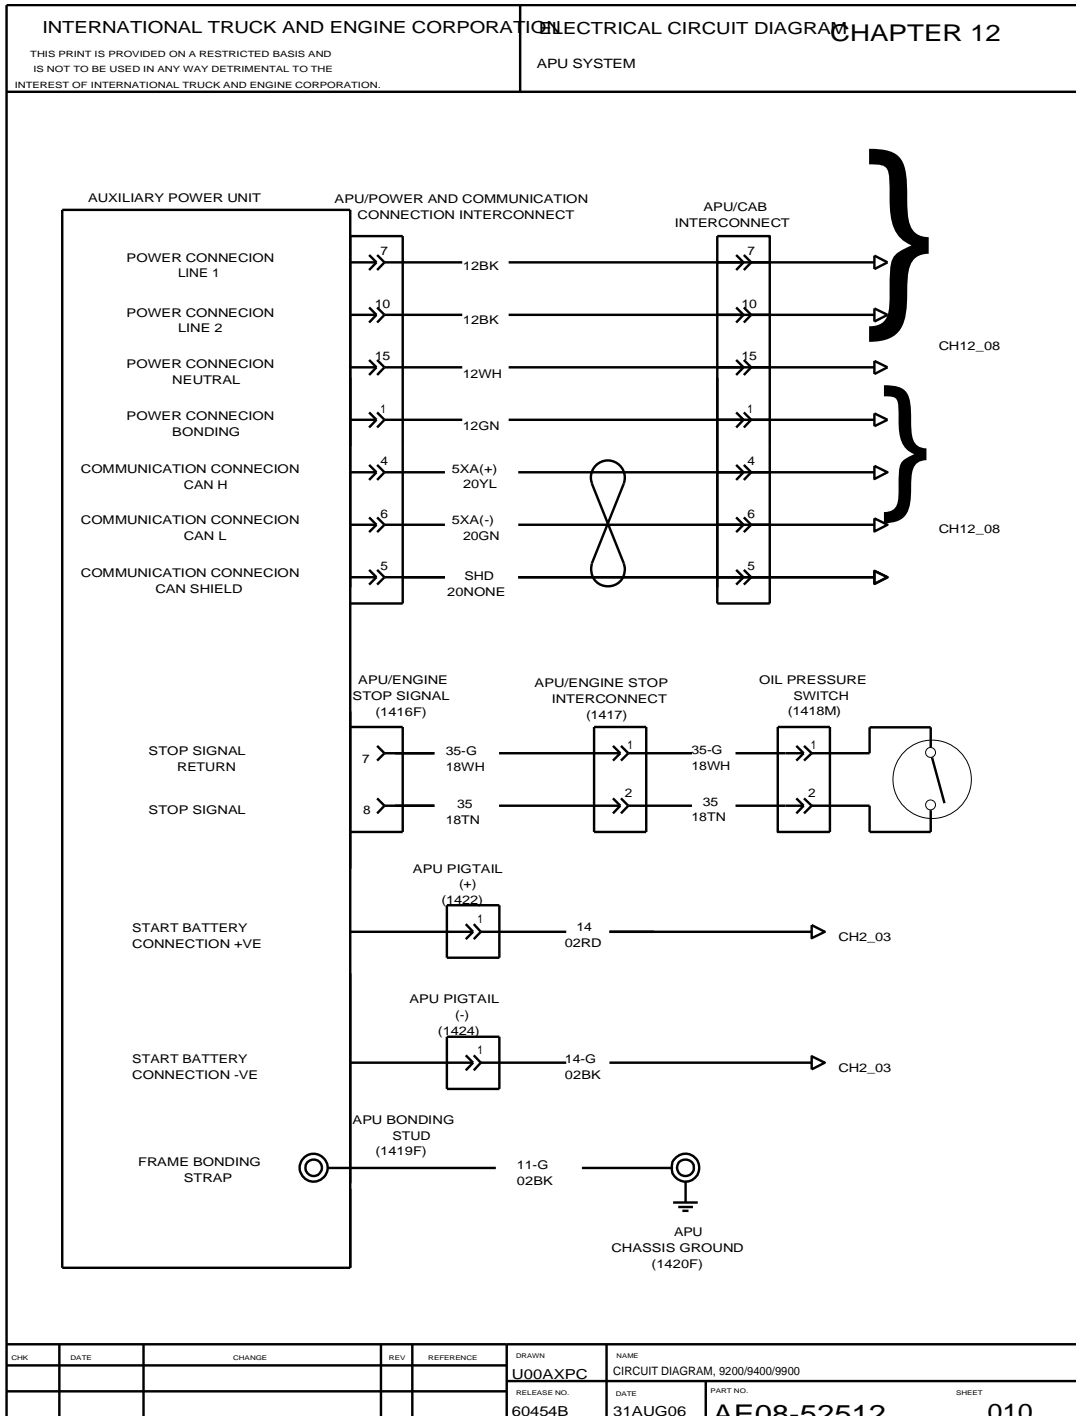 INTERNATIONAL TRUCK AND ENGINE CORPORATION
THIS PRINT IS PROVIDED ON A RESTRICTED BASIS AND
IS NOT TO BE USED IN ANY WAY DETRIMENTAL TO THE
INTEREST OF INTERNATIONAL TRUCK AND ENGINE CORPORATION.
ELECTRICAL CIRCUIT DIAGRAM
APU SYSTEM
CHAPTER 12
AUXILIARY POWER UNIT
APU/POWER AND COMMUNICATION
CONNECTION INTERCONNECT
APU/CAB
INTERCONNECT
POWER CONNECION
LINE 1
7
12BK
7
POWER CONNECION
LINE 2
10
12BK
10
CH12_08
POWER CONNECION
NEUTRAL
15
12WH
15
POWER CONNECION
BONDING
1
12GN
1
COMMUNICATION CONNECION
CAN H
4
5XA(+)
20YL
4
COMMUNICATION CONNECION
CAN L
6
5XA(-)
20GN
6
CH12_08
COMMUNICATION CONNECION
CAN SHIELD
5
SHD
20NONE
5
APU/ENGINE
STOP SIGNAL
(1416F)
APU/ENGINE STOP
INTERCONNECT
(1417)
OIL PRESSURE
SWITCH
(1418M)
STOP SIGNAL
RETURN
7
35-G
18WH
1
35-G
18WH
1
STOP SIGNAL
8
35
18TN
2
35
18TN
2
APU PIGTAIL
(+)
(1422)
START BATTERY
CONNECTION +VE
1
14
02RD
CH2_03
APU PIGTAIL
(-)
(1424)
START BATTERY
CONNECTION -VE
1
14-G
02BK
CH2_03
APU BONDING
STUD
(1419F)
FRAME BONDING
STRAP
11-G
02BK
APU
CHASSIS GROUND
(1420F)
CHK DATE CHANGE REV REFERENCE
DRAWN
U00AXPC
NAME
CIRCUIT DIAGRAM, 9200/9400/9900
RELEASE NO.
60454B
DATE
31AUG06
PART NO.
AE08-52512
SHEET
010